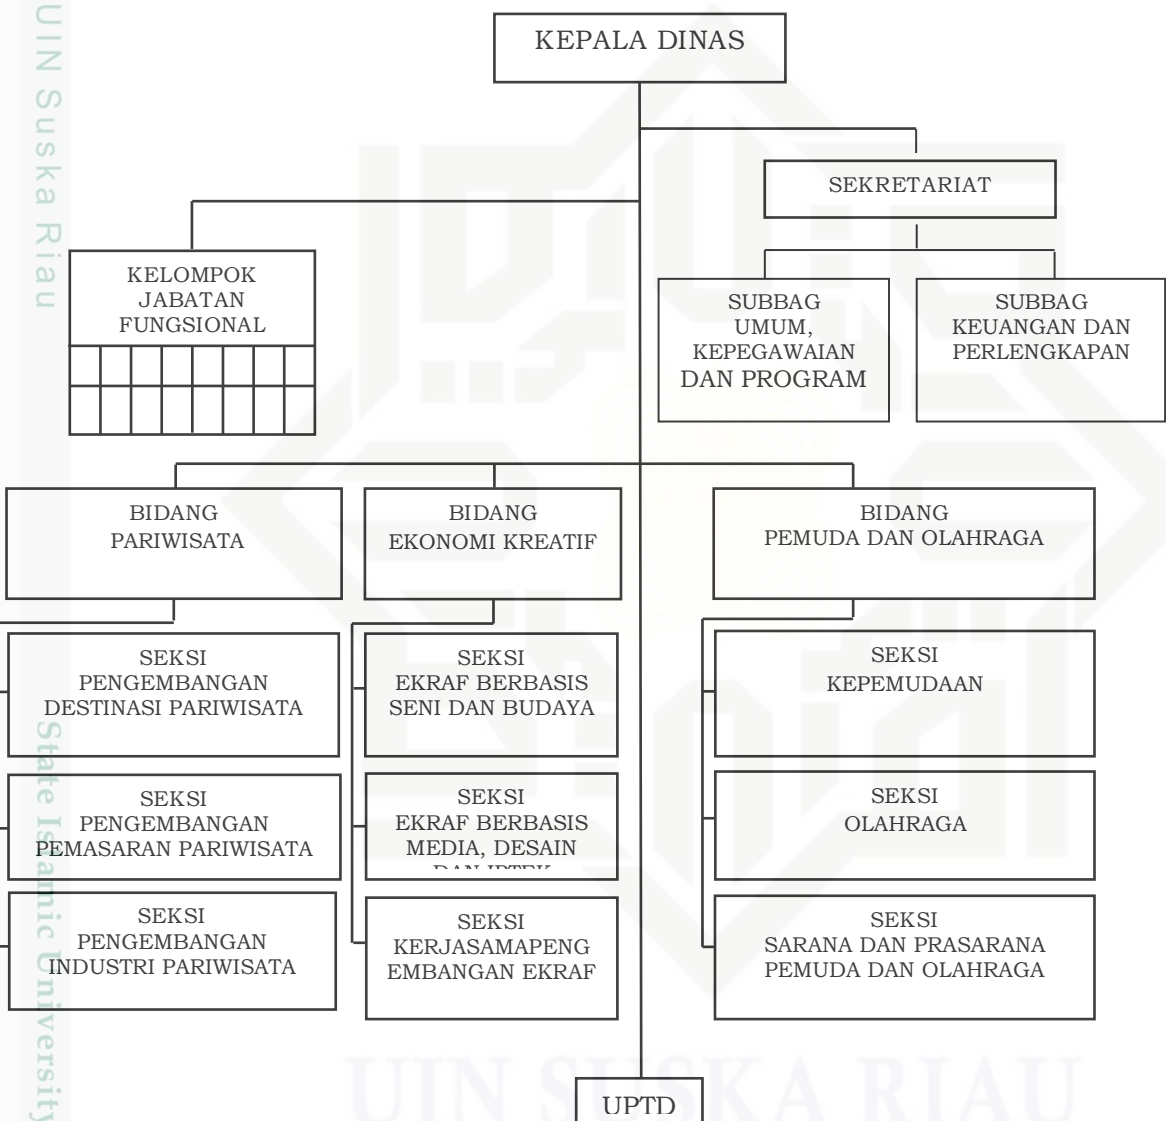 KEPALA DINAS
SEKRETARIAT
KELOMPOK
JABATAN
FUNGSIONAL
SUBBAG
UMUM,
KEPEGAWAIAN
DAN PROGRAM
SUBBAG
KEUANGAN DAN
PERLENGKAPAN
BIDANG
PARIWISATA
BIDANG
EKONOMI KREATIF
BIDANG
PEMUDA DAN OLAHRAGA
SEKSI
PENGEMBANGAN
DESTINASI PARIWISATA
SEKSI
EKRAF BERBASIS
SENI DAN BUDAYA
SEKSI
KEPEMUDAAN
SEKSI
PENGEMBANGAN
PEMASARAN PARIWISATA
SEKSI
EKRAF BERBASIS
MEDIA, DESAIN
DAN IPTEK
SEKSI
OLAHRAGA
SEKSI
PENGEMBANGAN
INDUSTRI PARIWISATA
SEKSI
KERJASAMAPENG
EMBANGAN EKRAF
SEKSI
SARANA DAN PRASARANA
PEMUDA DAN OLAHRAGA
UPTD
UIN Suska Riau
State Islamic University
UIN SUSKA RIAU